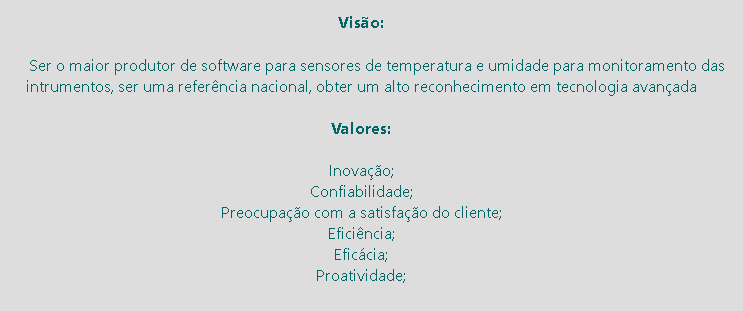 Visão:
Ser o maior produtor de software para sensores de temperatura e umidade para monitoramento das
intrumentos, ser uma referência nacional, obter um alto reconhecimento em tecnologia avançada
Valores:
Inovação;
Confiabilidade;
Preocupação com a satisfação do cliente;
Eficiência;
Eficácia;
Proatividade;